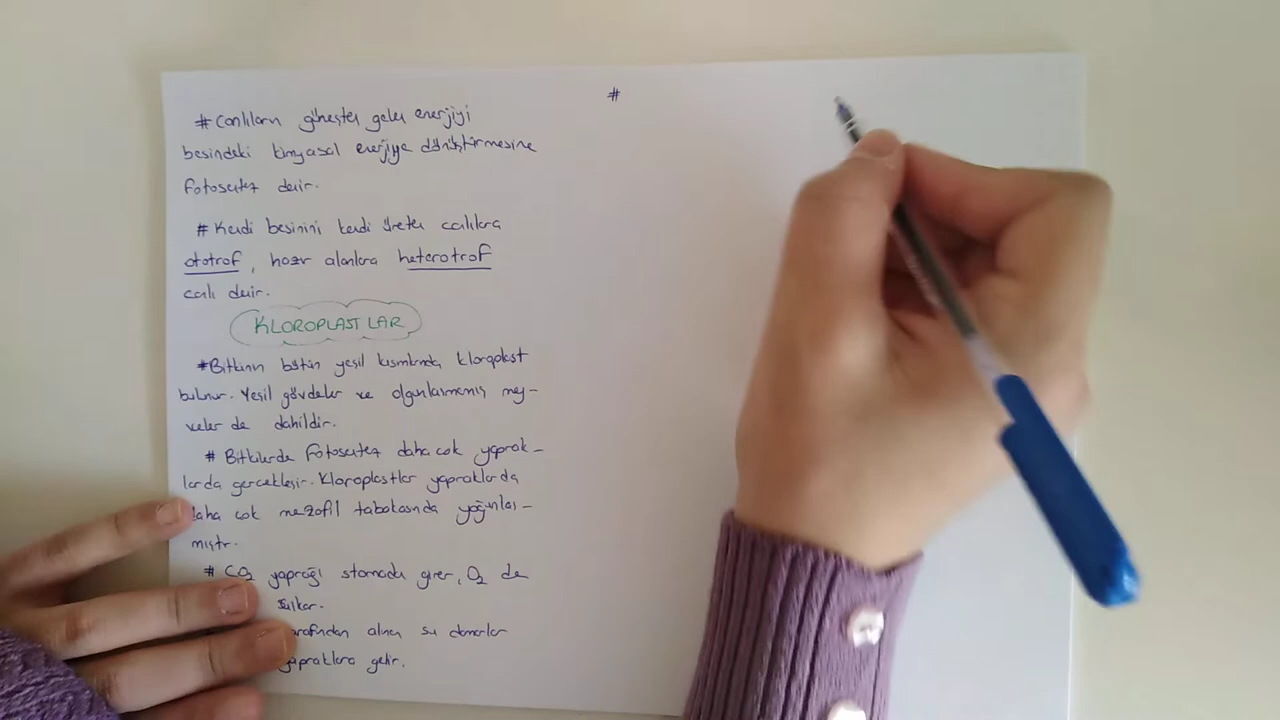 # Canlıların güneşten gelen enerjiyi
besindeki kimyasal enerjiye dönüştürmesine
fotosentez denir.
# Kendi besinini kendi üreten canlılara
ototrof, hazır alanlara heterotrof
canlı denir.
KLOROPLASTLAR
#Bitkinin bütün yeşil kısımlarında kloroplast
bulunur. Yeşil gövdeler ve olgunlaşmamış mey-
veler de dahildir.
# Bitkilerde fotosentez daha çok yaprak-
larda gerçekleşir. Kloroplastlar yapraklarda
daha çok mezofil tabakasında yoğunlaş-
mıştır.
# CO2 yaprağa stomadan girer, O2 de
çıkar.
arafından alınan su damarlar
yapraklara gelir.
#